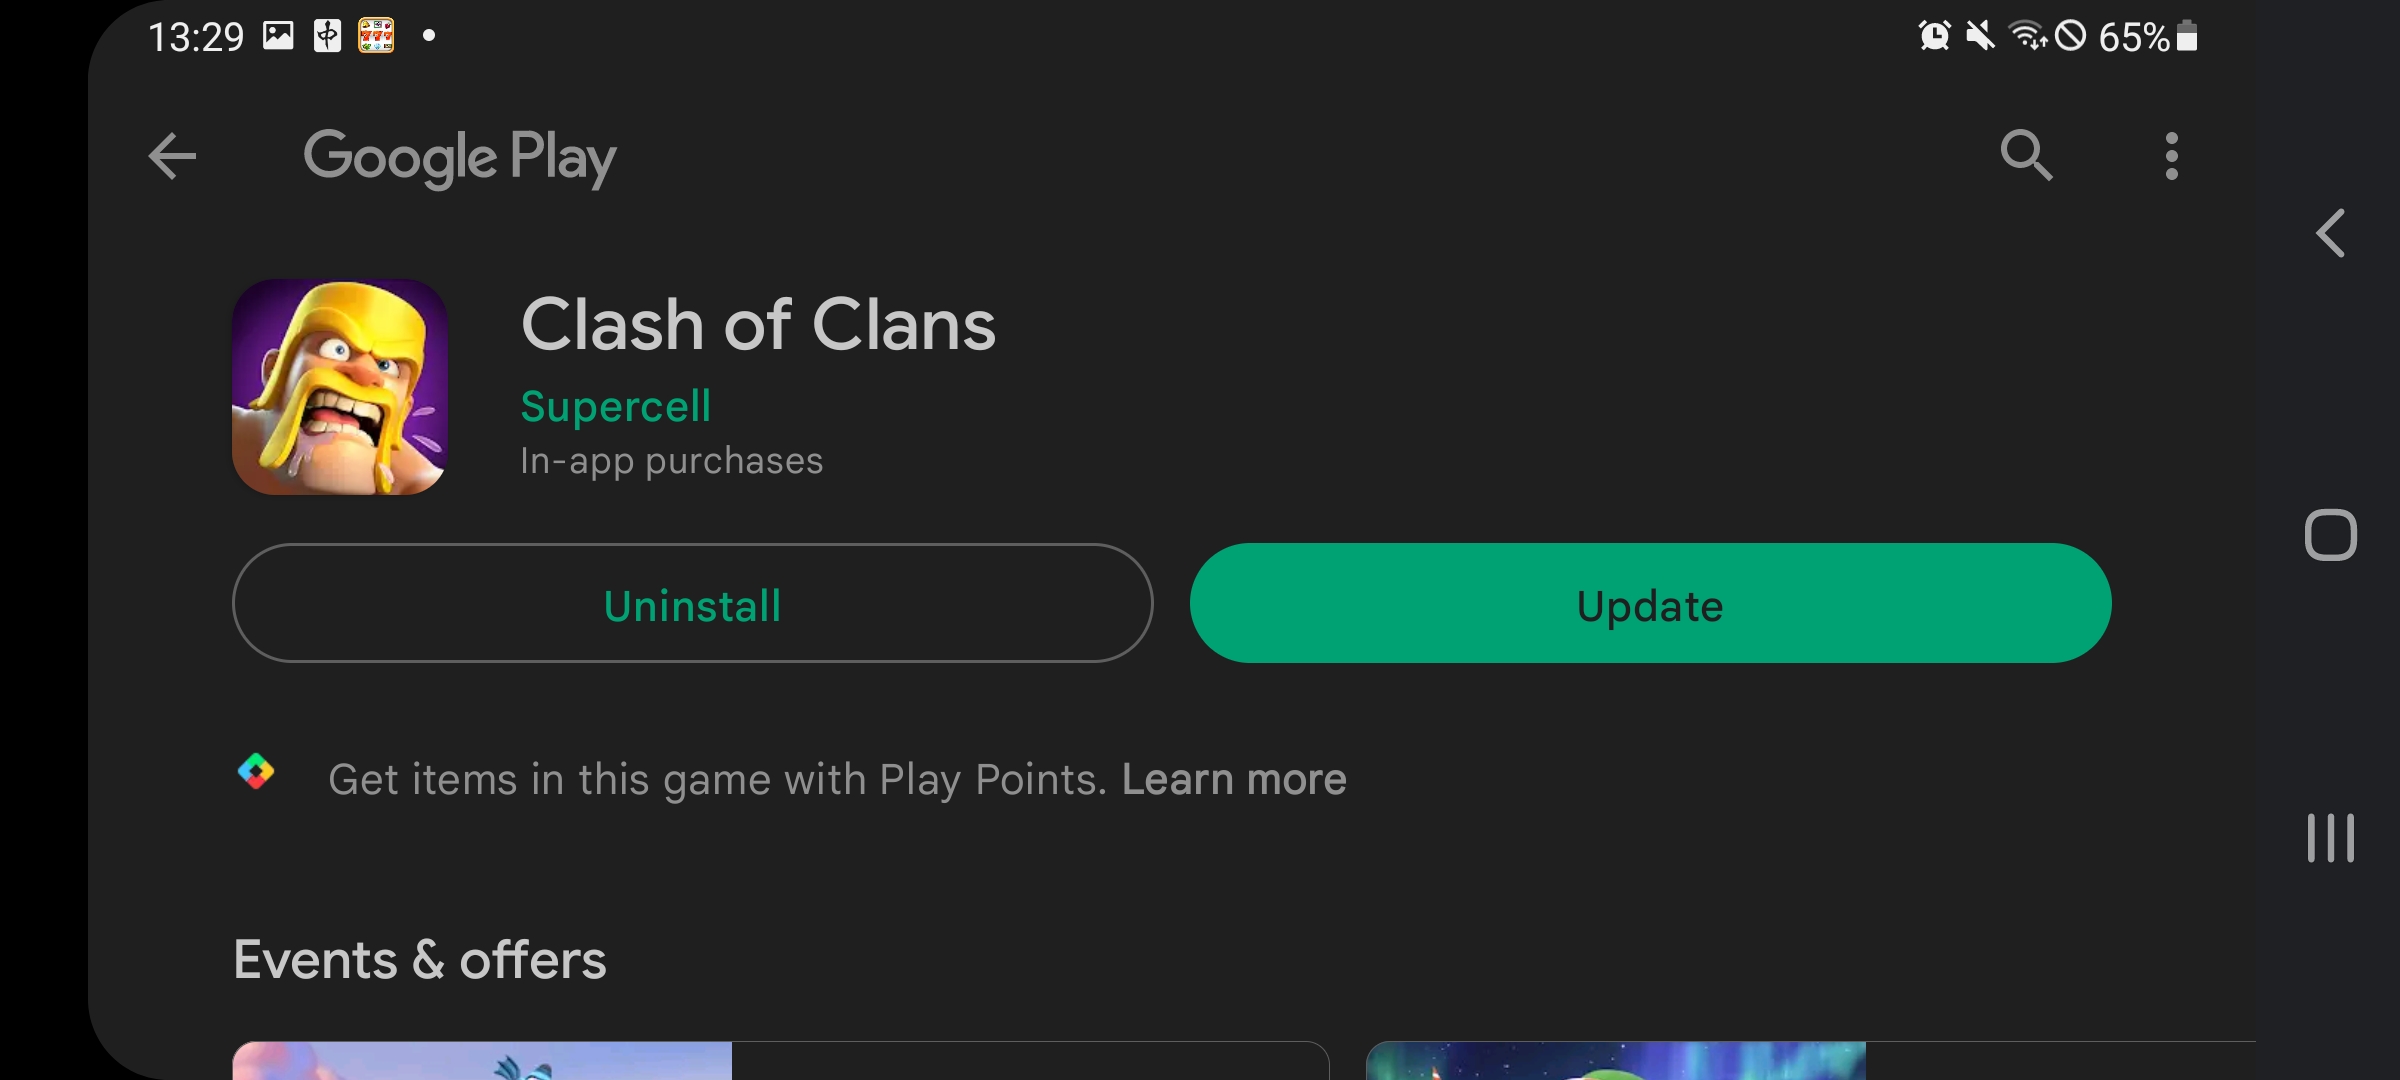 13:29
65%
Google Play
Clash of Clans
Supercell
In-app purchases
Uninstall
Update
Get items in this game with Play Points. Learn more
Events & offers